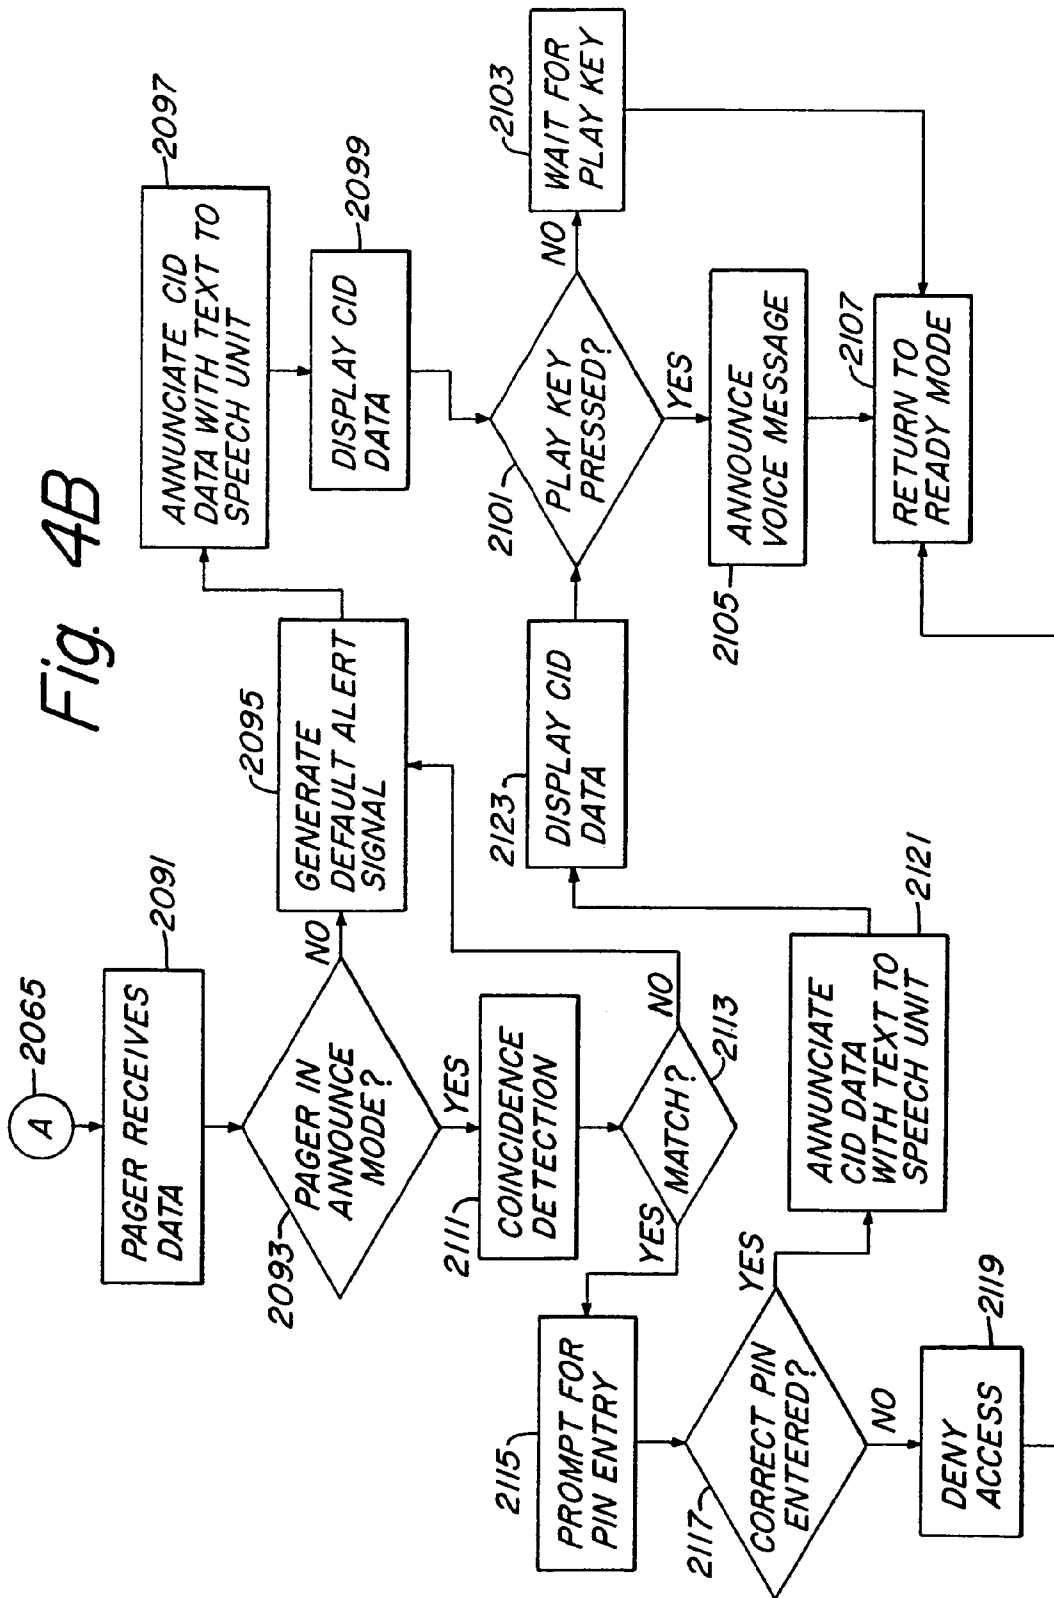 Fig. 4B
A
2065
PAGER RECEIVES
DATA
2091
PAGER IN
ANNOUNCE
MODE?
2093
NO
YES
GENERATE
DEFAULT ALERT
SIGNAL
2095
ANNUNCIATE CID
DATA WITH TEXT TO
SPEECH UNIT
2097
DISPLAY CID
DATA
2099
COINCIDENCE
DETECTION
2111
MATCH?
2113
NO
YES
PROMPT FOR
PIN ENTRY
2115
CORRECT PIN
ENTERED?
2117
YES
NO
DENY
ACCESS
2119
ANNUNCIATE
CID DATA
WITH TEXT TO
SPEECH UNIT
2121
DISPLAY CID
DATA
2123
PLAY KEY
PRESSED?
2101
NO
YES
WAIT FOR
PLAY KEY
2103
ANNOUNCE
VOICE MESSAGE
2105
RETURN TO
READY MODE
2107